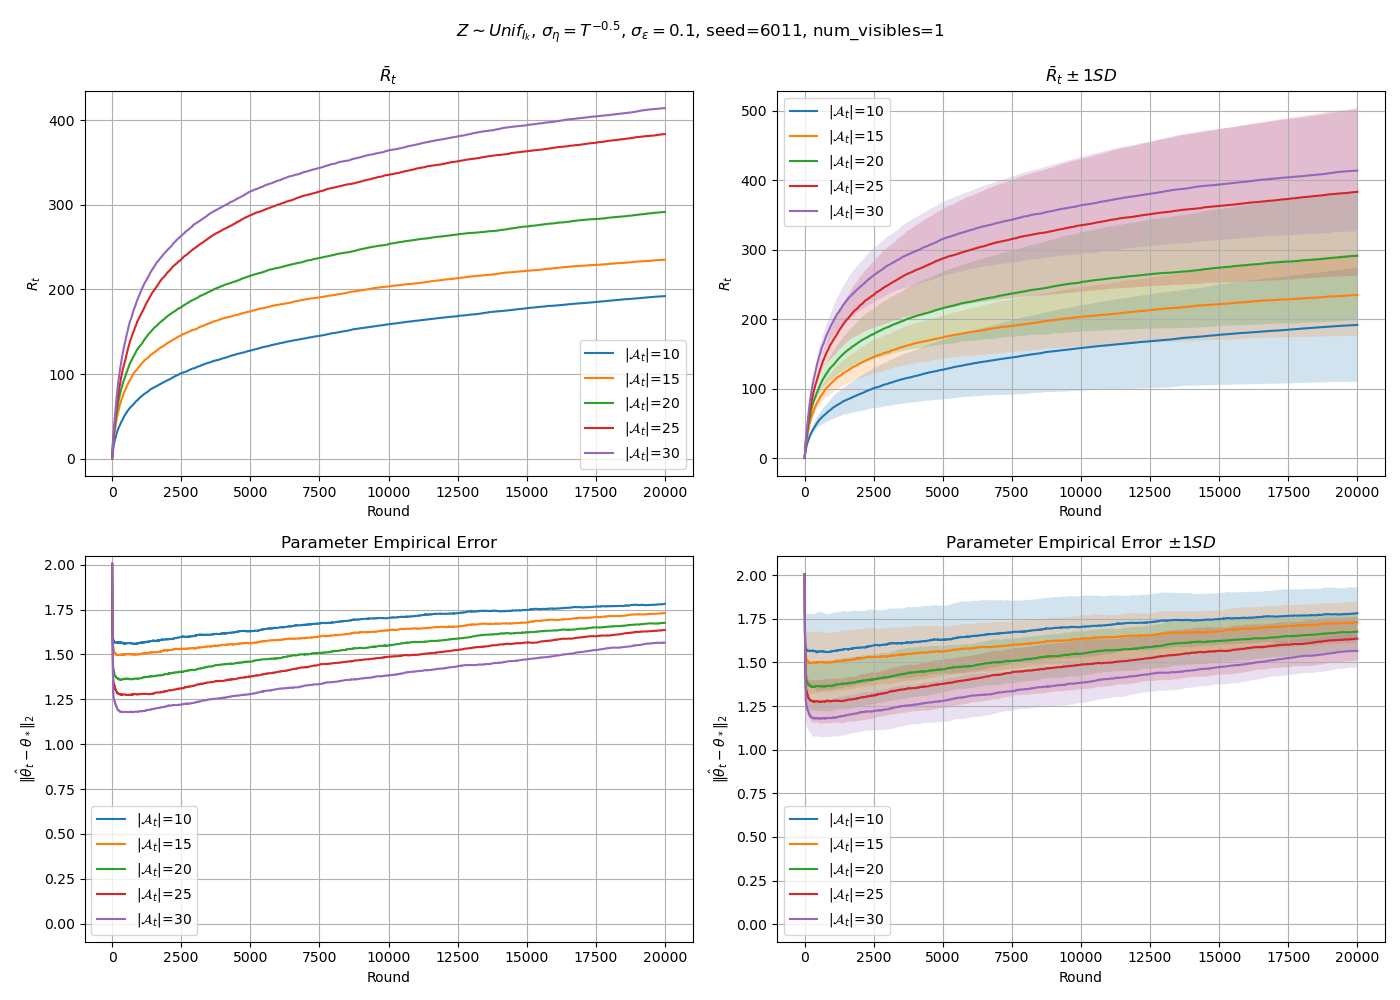 Z ∼ Unif_{I_k}, σ_η = T^{−0.5}, σ_ε = 0.1, seed=6011, num_visibles=1
R̄_t
R_t
400
300
200
100
0
|𝒜_t|=10
|𝒜_t|=15
|𝒜_t|=20
|𝒜_t|=25
|𝒜_t|=30
0 2500 5000 7500 10000 12500 15000 17500 20000
Round
R̄_t ± 1SD
R_t
500
400
300
200
100
0
|𝒜_t|=10
|𝒜_t|=15
|𝒜_t|=20
|𝒜_t|=25
|𝒜_t|=30
0 2500 5000 7500 10000 12500 15000 17500 20000
Round
Parameter Empirical Error
‖θ̂_t − θ_*‖_2
2.00
1.75
1.50
1.25
1.00
0.75
0.50
0.25
0.00
|𝒜_t|=10
|𝒜_t|=15
|𝒜_t|=20
|𝒜_t|=25
|𝒜_t|=30
0 2500 5000 7500 10000 12500 15000 17500 20000
Round
Parameter Empirical Error ±1SD
‖θ̂_t − θ_*‖_2
2.00
1.75
1.50
1.25
1.00
0.75
0.50
0.25
0.00
|𝒜_t|=10
|𝒜_t|=15
|𝒜_t|=20
|𝒜_t|=25
|𝒜_t|=30
0 2500 5000 7500 10000 12500 15000 17500 20000
Round